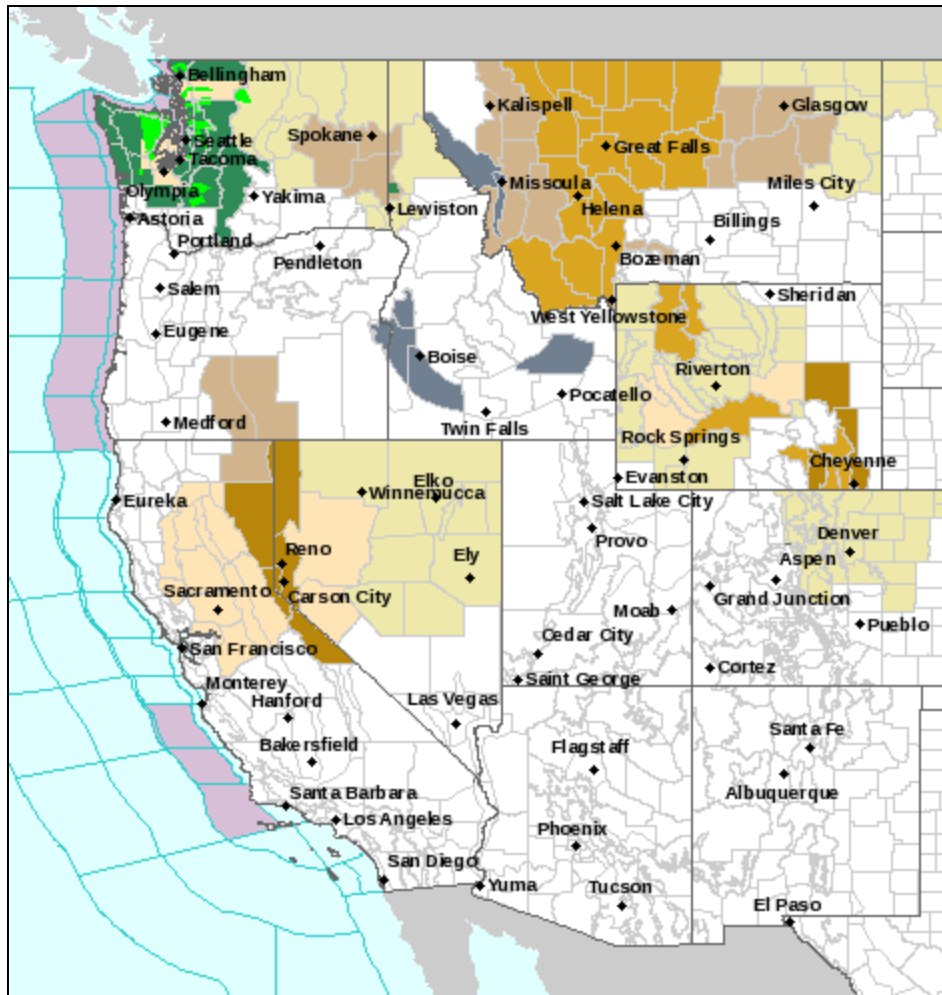 Bellingham
Kalispell
Glasgow
Spokane
Seattle
Great Falls
Tacoma
Missoula
Miles City
Olympia
Yakima
Lewiston
Helena
Astoria
Billings
Portland
Bozeman
Pendleton
Salem
Sheridan
West Yellowstone
Eugene
Boise
Riverton
Pocatello
Medford
Twin Falls
Rock Springs
Cheyenne
Evanston
Elko
Winnemucca
Eureka
Salt Lake City
Provo
Denver
Reno
Aspen
Ely
Sacramento
Carson City
Grand Junction
Moab
Pueblo
Cedar City
San Francisco
Cortez
Saint George
Monterey
Hanford
Las Vegas
Santa Fe
Bakersfield
Flagstaff
Albuquerque
Santa Barbara
Los Angeles
Phoenix
San Diego
Yuma
Tucson
El Paso